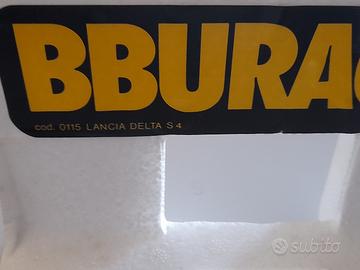 BBURA
cod. 0115 LANCIA DELTA S 4
subito